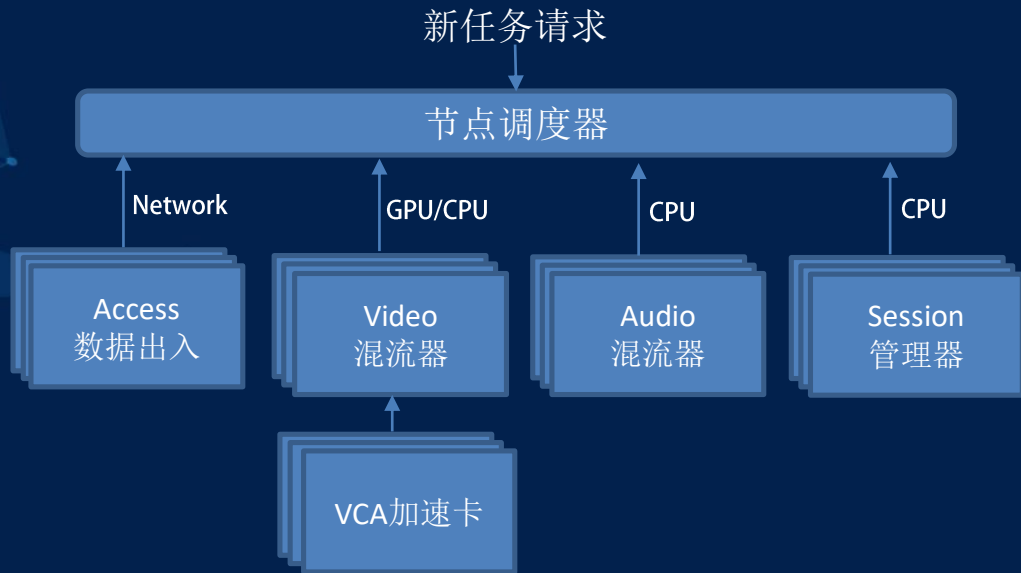 新任务请求
节点调度器
Network
GPU/CPU
CPU
CPU
Access
数据出入
Video
混流器
Audio
混流器
Session
管理器
VCA加速卡